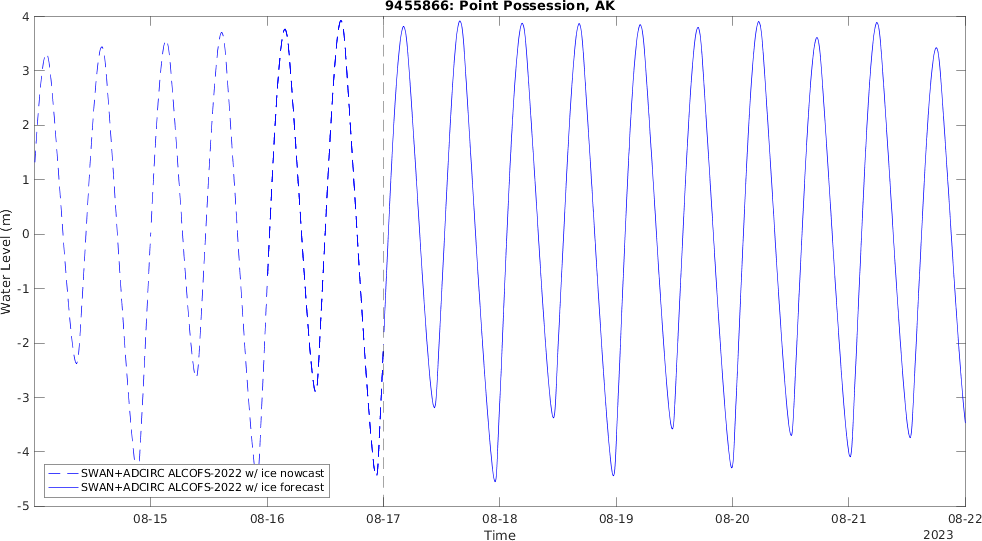 9455866: Point Possession, AK
4
3
2
1
0
-1
-2
-3
-4
-5
Water Level (m)
SWAN+ADCIRC ALCOFS-2022 w/ ice nowcast
SWAN+ADCIRC ALCOFS-2022 w/ ice forecast
08-15 08-16 08-17 08-18 08-19 08-20 08-21 08-22
Time
2023